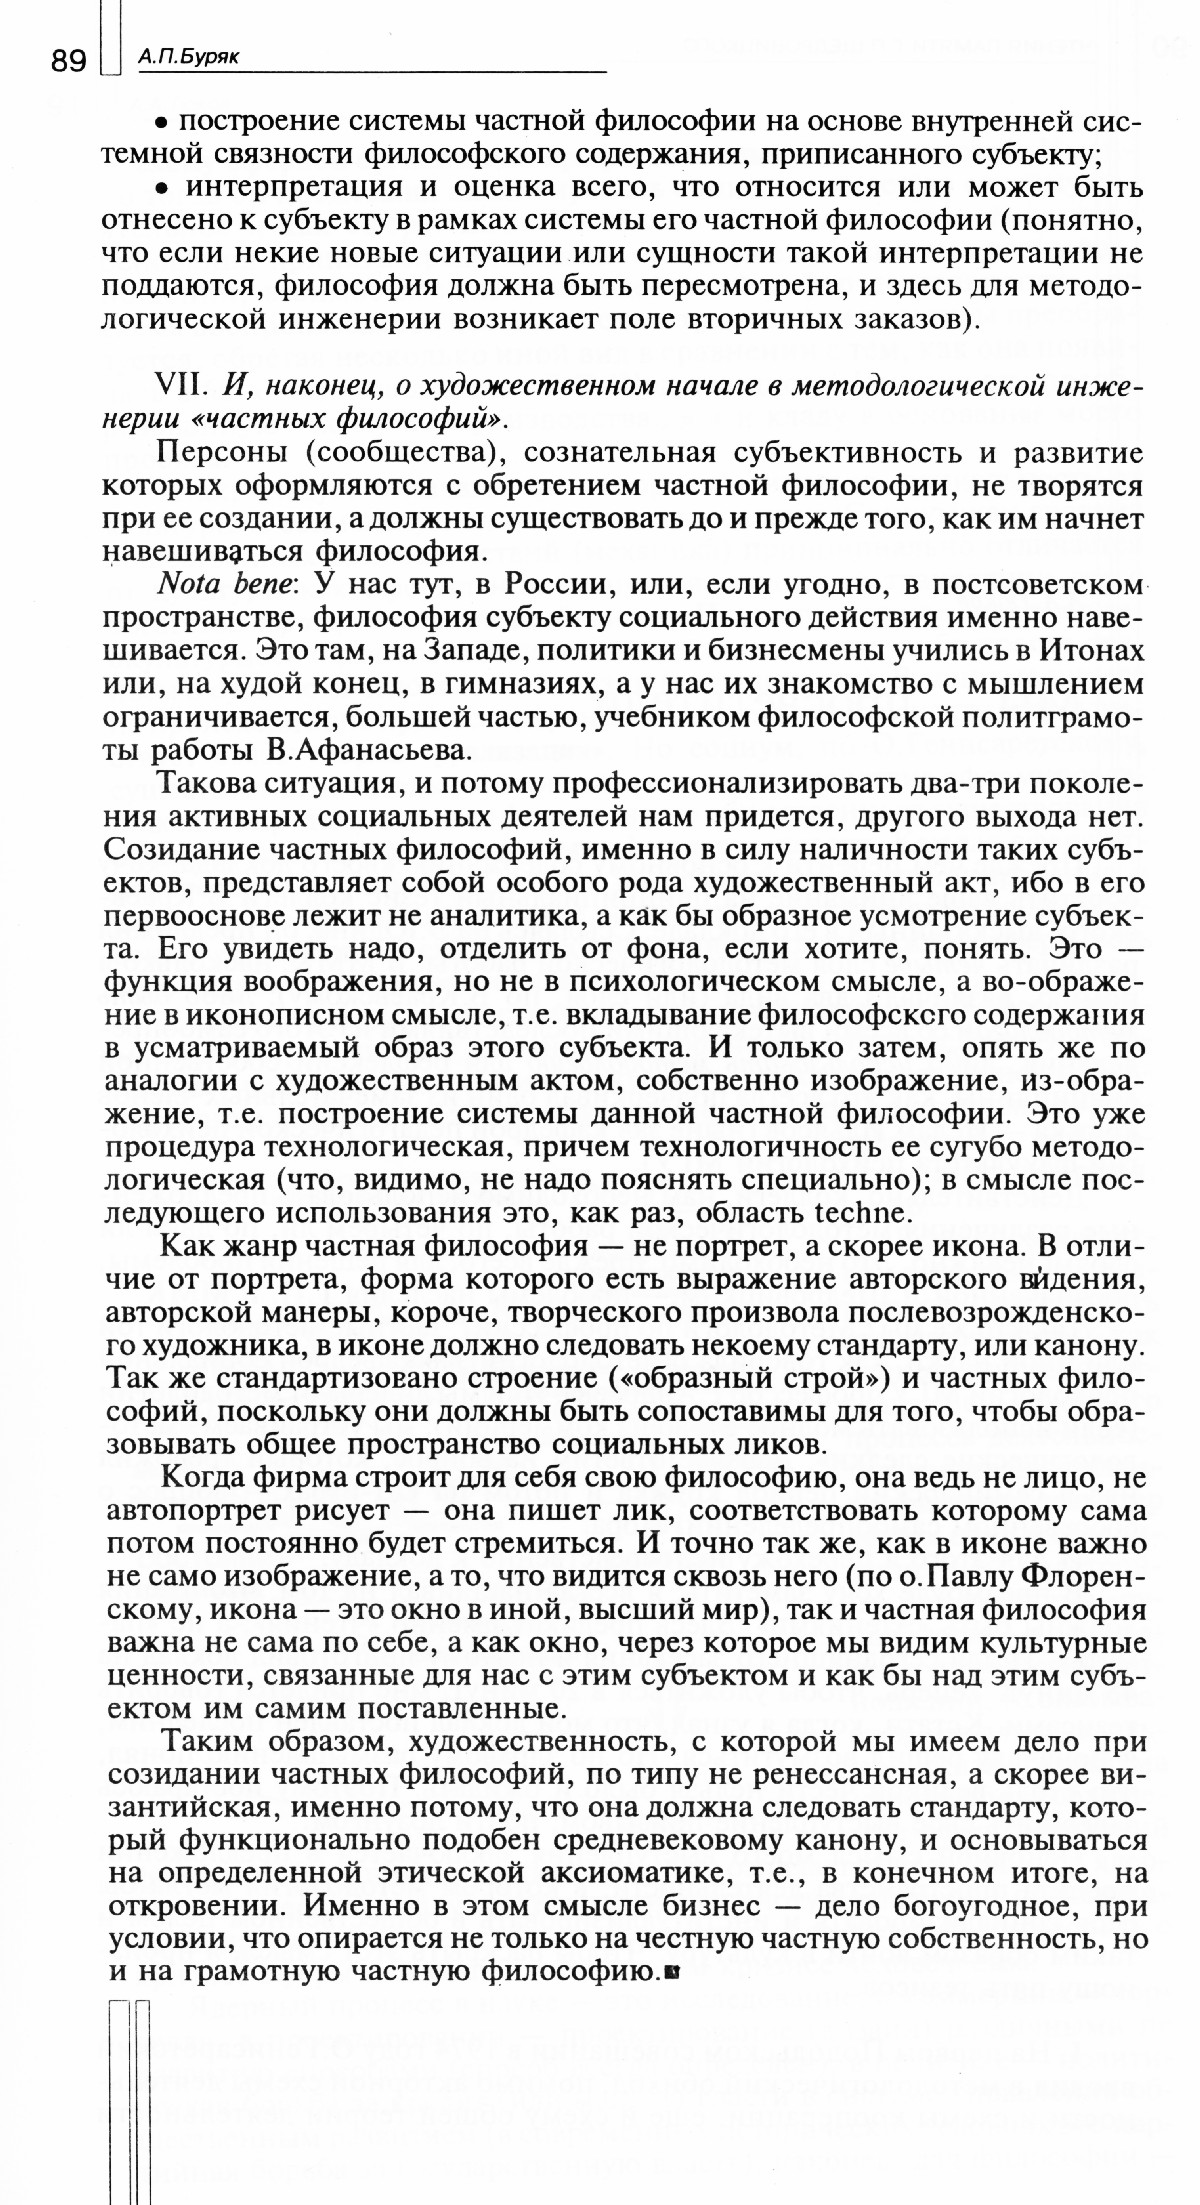 89
А.П.Буряк
• построение системы частной философии на основе внутренней сис-
темной связности философского содержания, приписанного субъекту;
• интерпретация и оценка всего, что относится или может быть
отнесено к субъекту в рамках системы его частной философии (понятно,
что если некие новые ситуации или сущности такой интерпретации не
поддаются, философия должна быть пересмотрена, и здесь для методо-
логической инженерии возникает поле вторичных заказов).
VII. И, наконец, о художественном начале в методологической инже-
нерии «частных философий».
Персоны (сообщества), сознательная субъективность и развитие
которых оформляются с обретением частной философии, не творятся
при ее создании, а должны существовать до и прежде того, как им начнет
навешиваться философия.
Nota bene: У нас тут, в России, или, если угодно, в постсоветском
пространстве, философия субъекту социального действия именно наве-
шивается. Это там, на Западе, политики и бизнесмены учились в Итонах
или, на худой конец, в гимназиях, а у нас их знакомство с мышлением
ограничивается, большей частью, учебником философской политграмо-
ты работы В.Афанасьева.
Такова ситуация, и потому профессионализировать два-три поколе-
ния активных социальных деятелей нам придется, другого выхода нет.
Созидание частных философий, именно в силу наличности таких субъ-
ектов, представляет собой особого рода художественный акт, ибо в его
первооснове лежит не аналитика, а как бы образное усмотрение субъек-
та. Его увидеть надо, отделить от фона, если хотите, понять. Это —
функция воображения, но не в психологическом смысле, а во-ображе-
ние в иконописном смысле, т.е. вкладывание философского содержания
в усматриваемый образ этого субъекта. И только затем, опять же по
аналогии с художественным актом, собственно изображение, из-обра-
жение, т.е. построение системы данной частной философии. Это уже
процедура технологическая, причем технологичность ее сугубо методо-
логическая (что, видимо, не надо пояснять специально); в смысле пос-
ледующего использования это, как раз, область techne.
Как жанр частная философия — не портрет, а скорее икона. В отли-
чие от портрета, форма которого есть выражение авторского ви́дения,
авторской манеры, короче, творческого произвола послевозрожденско-
го художника, в иконе должно следовать некоему стандарту, или канону.
Так же стандартизовано строение («образный строй») и частных фило-
софий, поскольку они должны быть сопоставимы для того, чтобы обра-
зовывать общее пространство социальных ликов.
Когда фирма строит для себя свою философию, она ведь не лицо, не
автопортрет рисует — она пишет лик, соответствовать которому сама
потом постоянно будет стремиться. И точно так же, как в иконе важно
не само изображение, а то, что видится сквозь него (по о.Павлу Флорен-
скому, икона — это окно в иной, высший мир), так и частная философия
важна не сама по себе, а как окно, через которое мы видим культурные
ценности, связанные для нас с этим субъектом и как бы над этим субъ-
ектом им самим поставленные.
Таким образом, художественность, с которой мы имеем дело при
созидании частных философий, по типу не ренессансная, а скорее ви-
зантийская, именно потому, что она должна следовать стандарту, кото-
рый функционально подобен средневековому канону, и основываться
на определенной этической аксиоматике, т.е., в конечном итоге, на
откровении. Именно в этом смысле бизнес — дело богоугодное, при
условии, что опирается не только на честную частную собственность, но
и на грамотную частную философию.